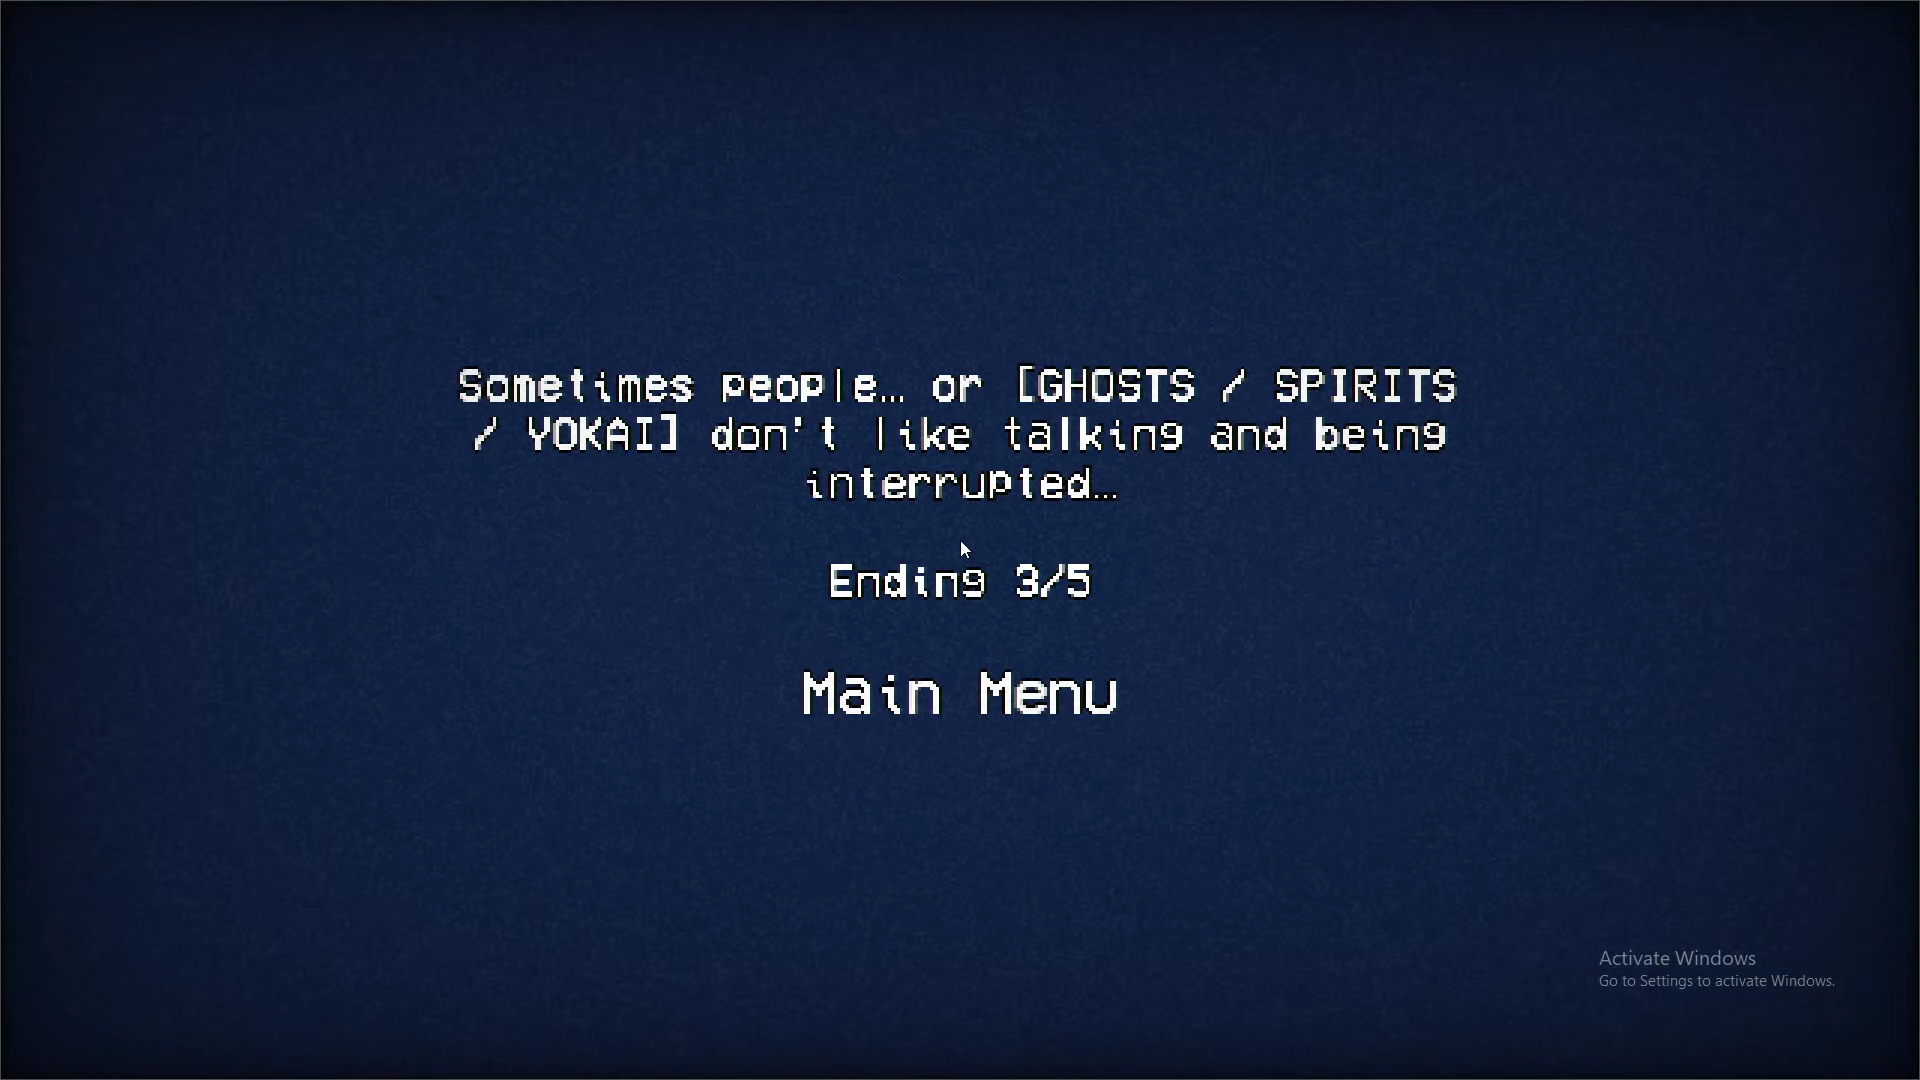 Sometimes people… or [GHOSTS / SPIRITS
/ YOKAI] don't like talking and being
interrupted…
Ending 3/5
Main Menu
Activate Windows
Go to Settings to activate Windows.